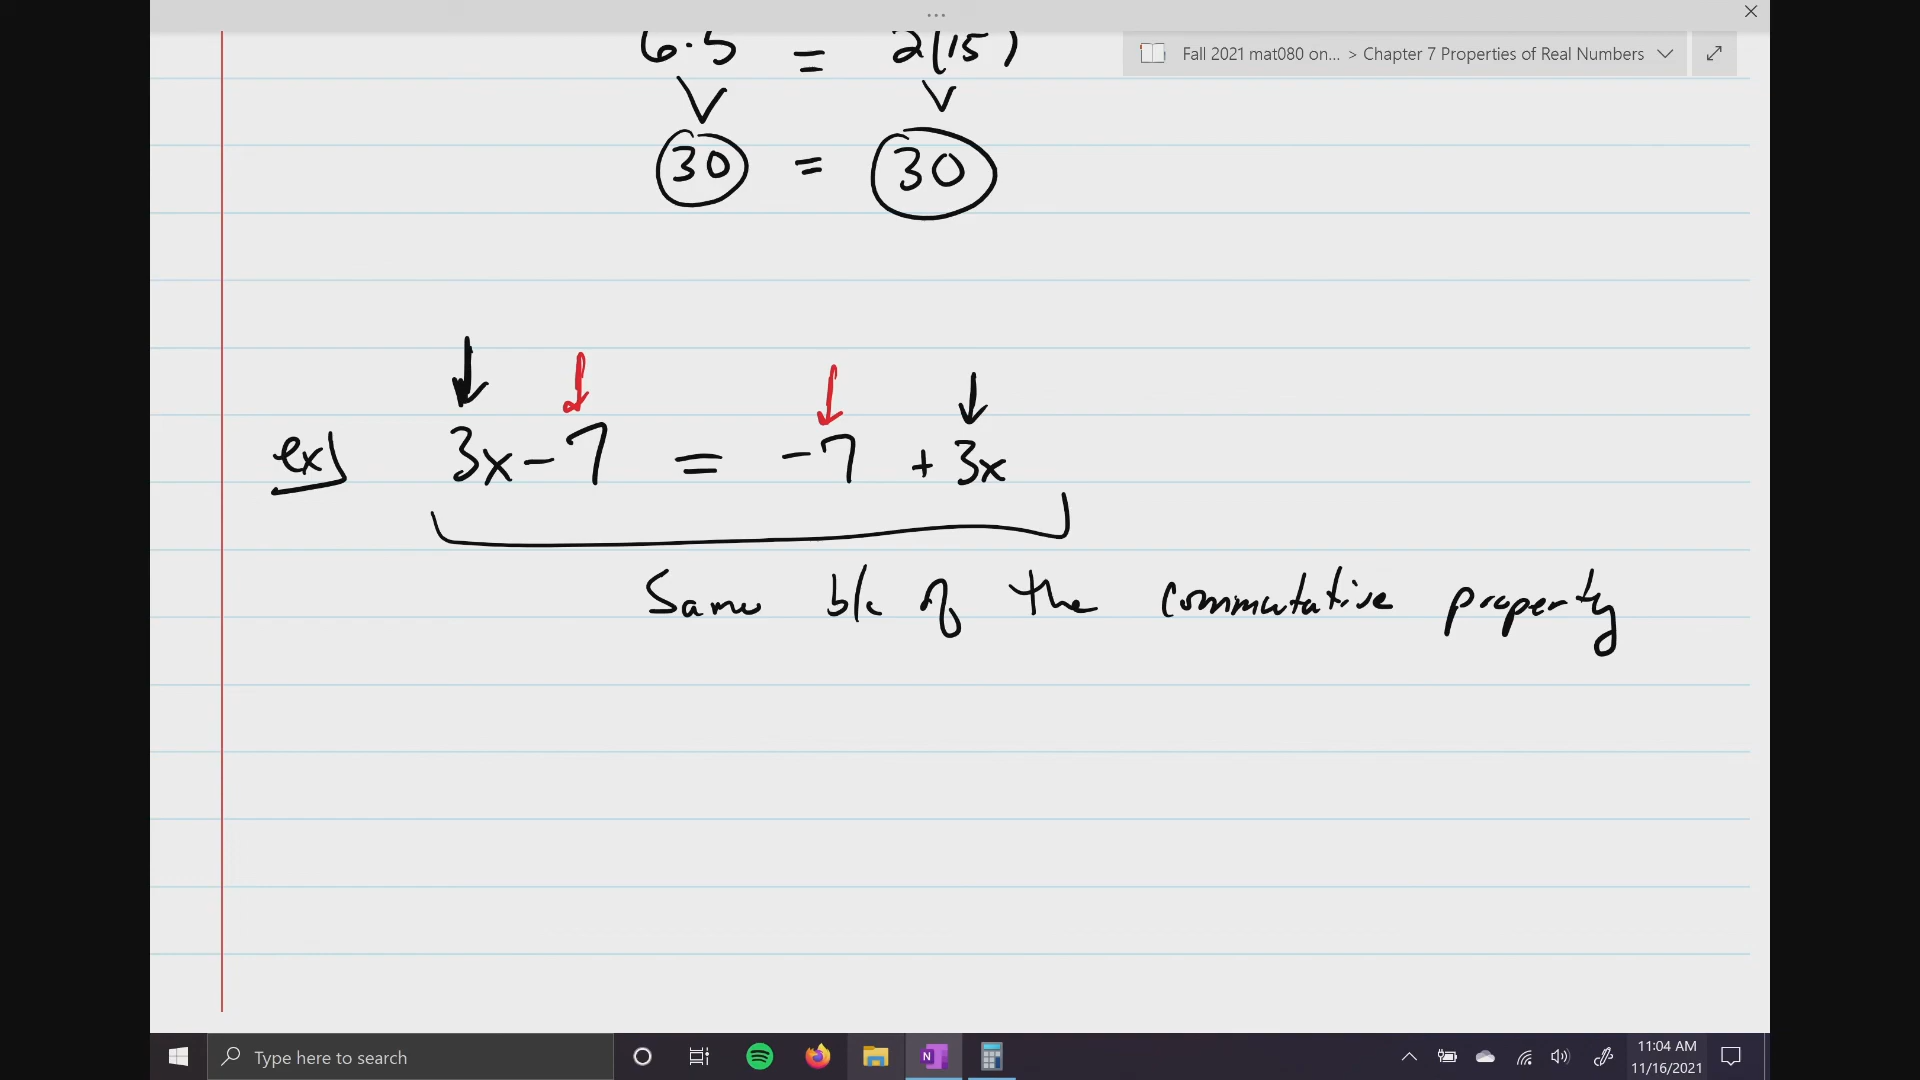 6·5 = 2(15)
Fall 2021 mat080 on... > Chapter 7 Properties of Real Numbers
30 = 30
ex) 3x - 7 = -7 + 3x
Same b/c of the commutative property
Type here to search
11:04 AM
11/16/2021